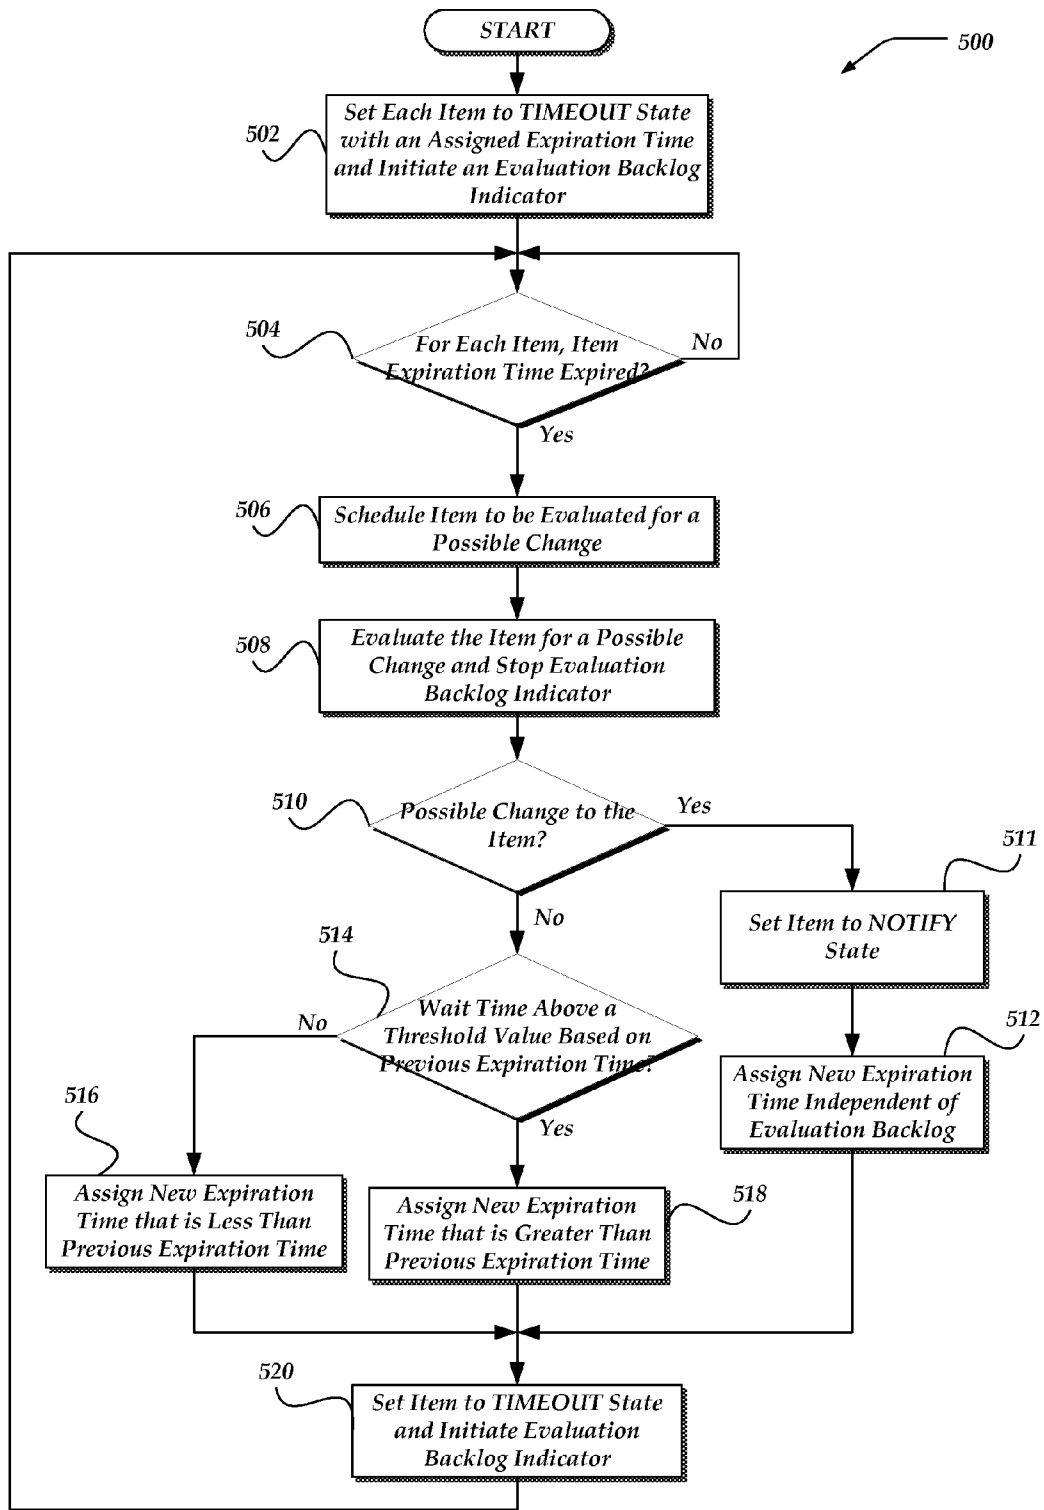 START
500
502
Set Each Item to TIMEOUT State
with an Assigned Expiration Time
and Initiate an Evaluation Backlog
Indicator
504
For Each Item, Item
Expiration Time Expired?
No
Yes
506
Schedule Item to be Evaluated for a
Possible Change
508
Evaluate the Item for a Possible
Change and Stop Evaluation
Backlog Indicator
510
Possible Change to the
Item?
Yes
No
511
Set Item to NOTIFY
State
514
Wait Time Above a
Threshold Value Based on
Previous Expiration Time?
No
Yes
512
Assign New Expiration
Time Independent of
Evaluation Backlog
516
Assign New Expiration
Time that is Less Than
Previous Expiration Time
518
Assign New Expiration
Time that is Greater Than
Previous Expiration Time
520
Set Item to TIMEOUT State
and Initiate Evaluation
Backlog Indicator